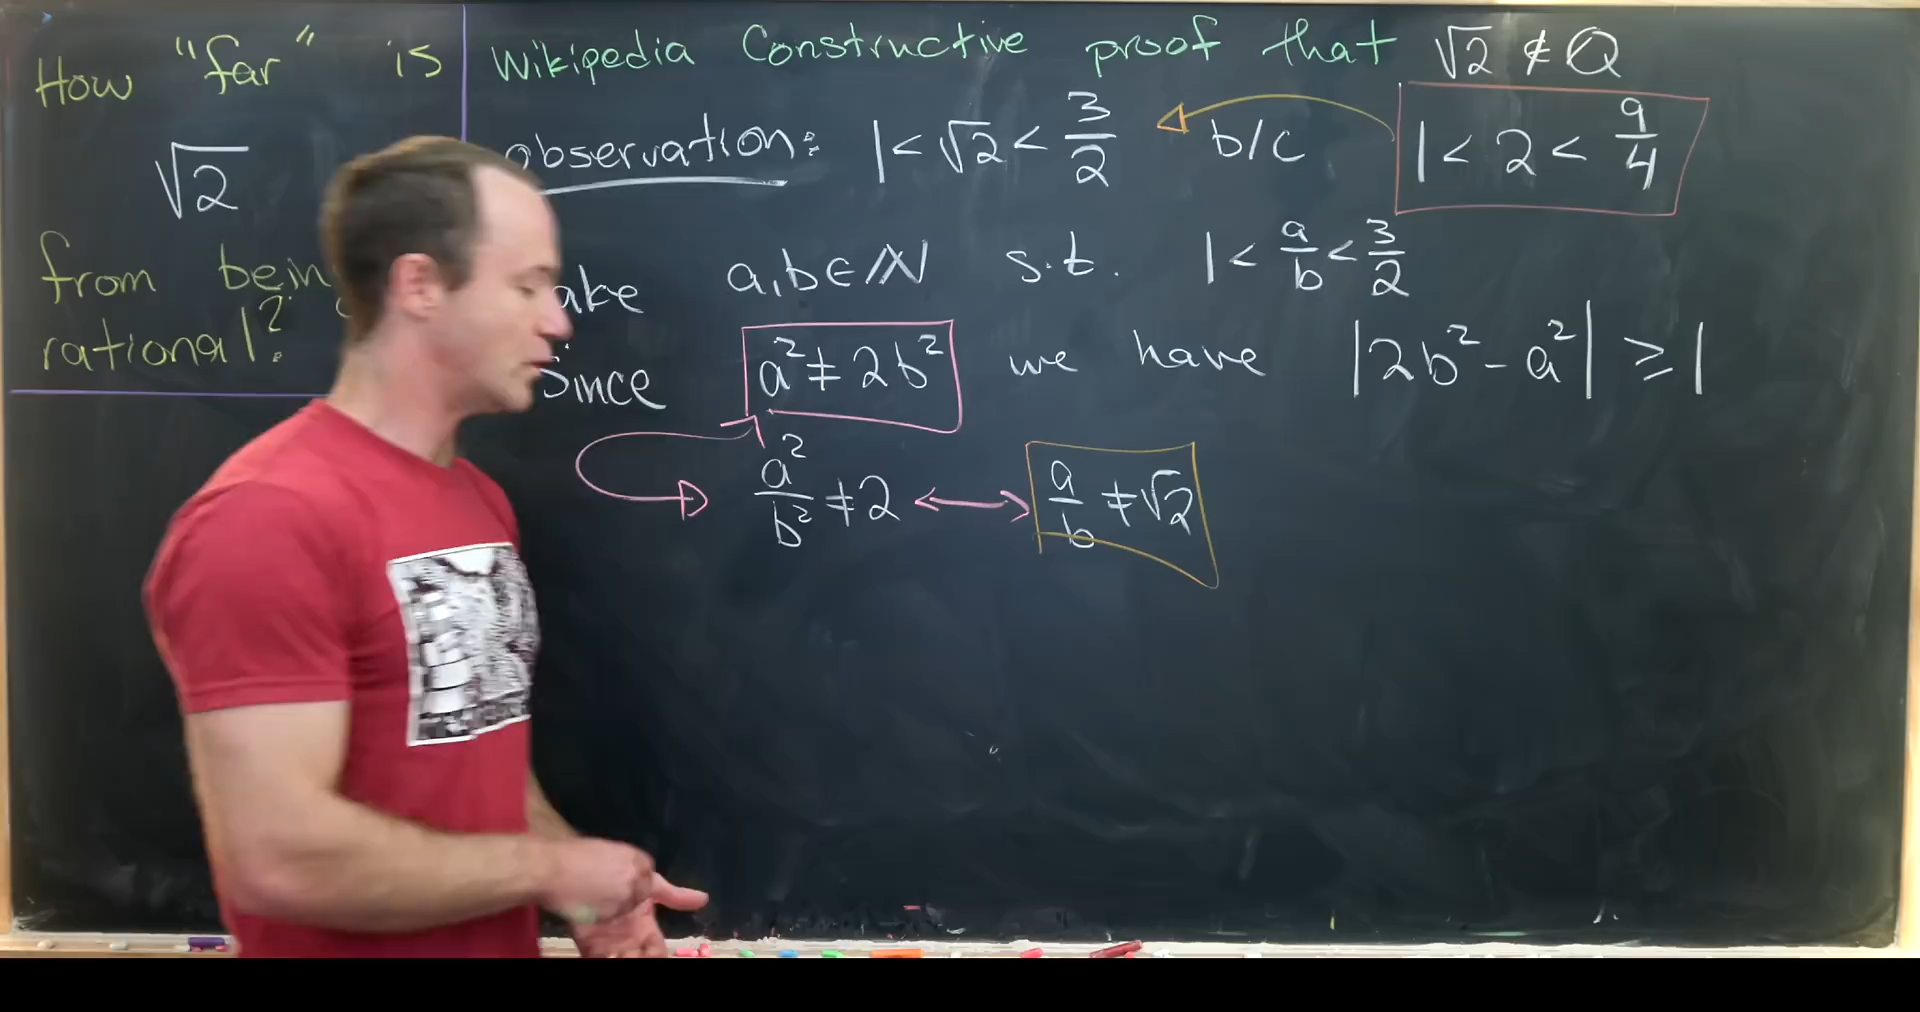 How "far" is
√2
from bein
rational?
Wikipedia Constructive proof that √2 ∉ Q
observation: 1 < √2 < 3/2 b/c 1 < 2 < 9/4
ake a,b ∈ N s.t. 1 < a/b < 3/2
Since a² ≠ 2b² we have |2b² - a²| ≥ 1
a²/b² ≠ 2 ↔ a/b ≠ √2